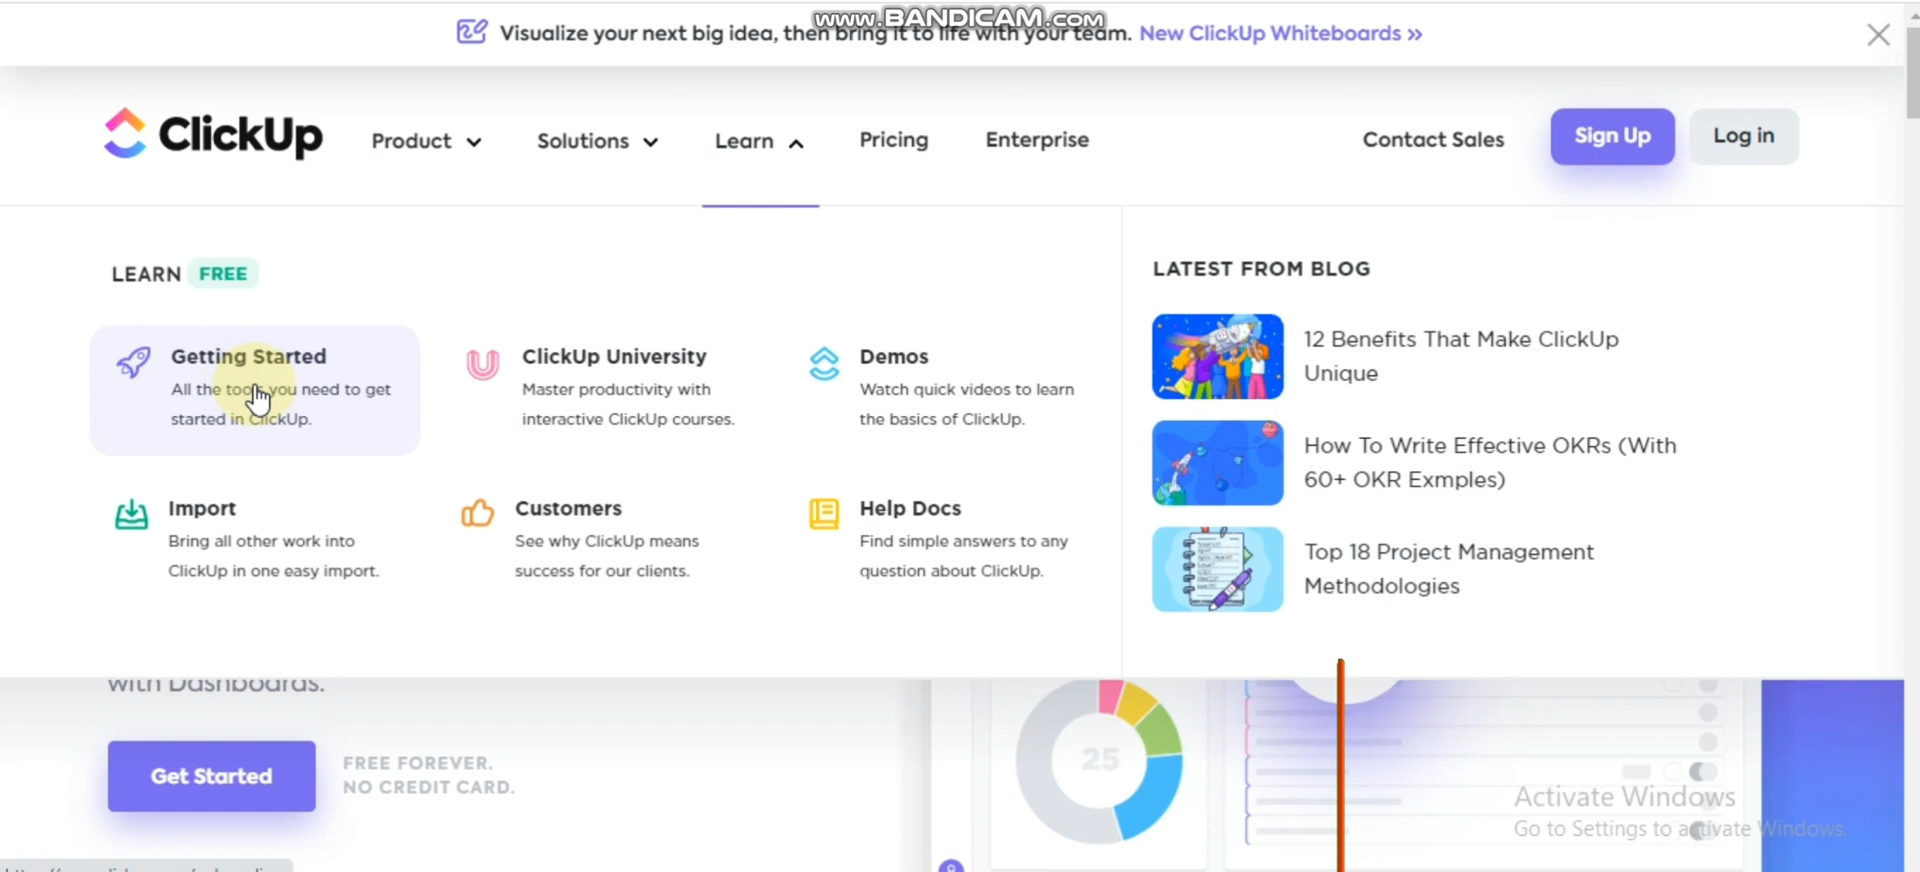 www.BANDICAM.com
Visualize your next big idea, then bring it to life with your team. New ClickUp Whiteboards »
ClickUp
Product
Solutions
Learn
Pricing
Enterprise
Contact Sales
Sign Up
Log in
LEARN FREE
Getting Started
All the tools you need to get
started in ClickUp.
ClickUp University
Master productivity with
interactive ClickUp courses.
Demos
Watch quick videos to learn
the basics of ClickUp.
Import
Bring all other work into
ClickUp in one easy import.
Customers
See why ClickUp means
success for our clients.
Help Docs
Find simple answers to any
question about ClickUp.
LATEST FROM BLOG
12 Benefits That Make ClickUp
Unique
How To Write Effective OKRs (With
60+ OKR Exmples)
Top 18 Project Management
Methodologies
with Dashboards.
Get Started
FREE FOREVER.
NO CREDIT CARD.
25
Activate Windows
Go to Settings to activate Windows.